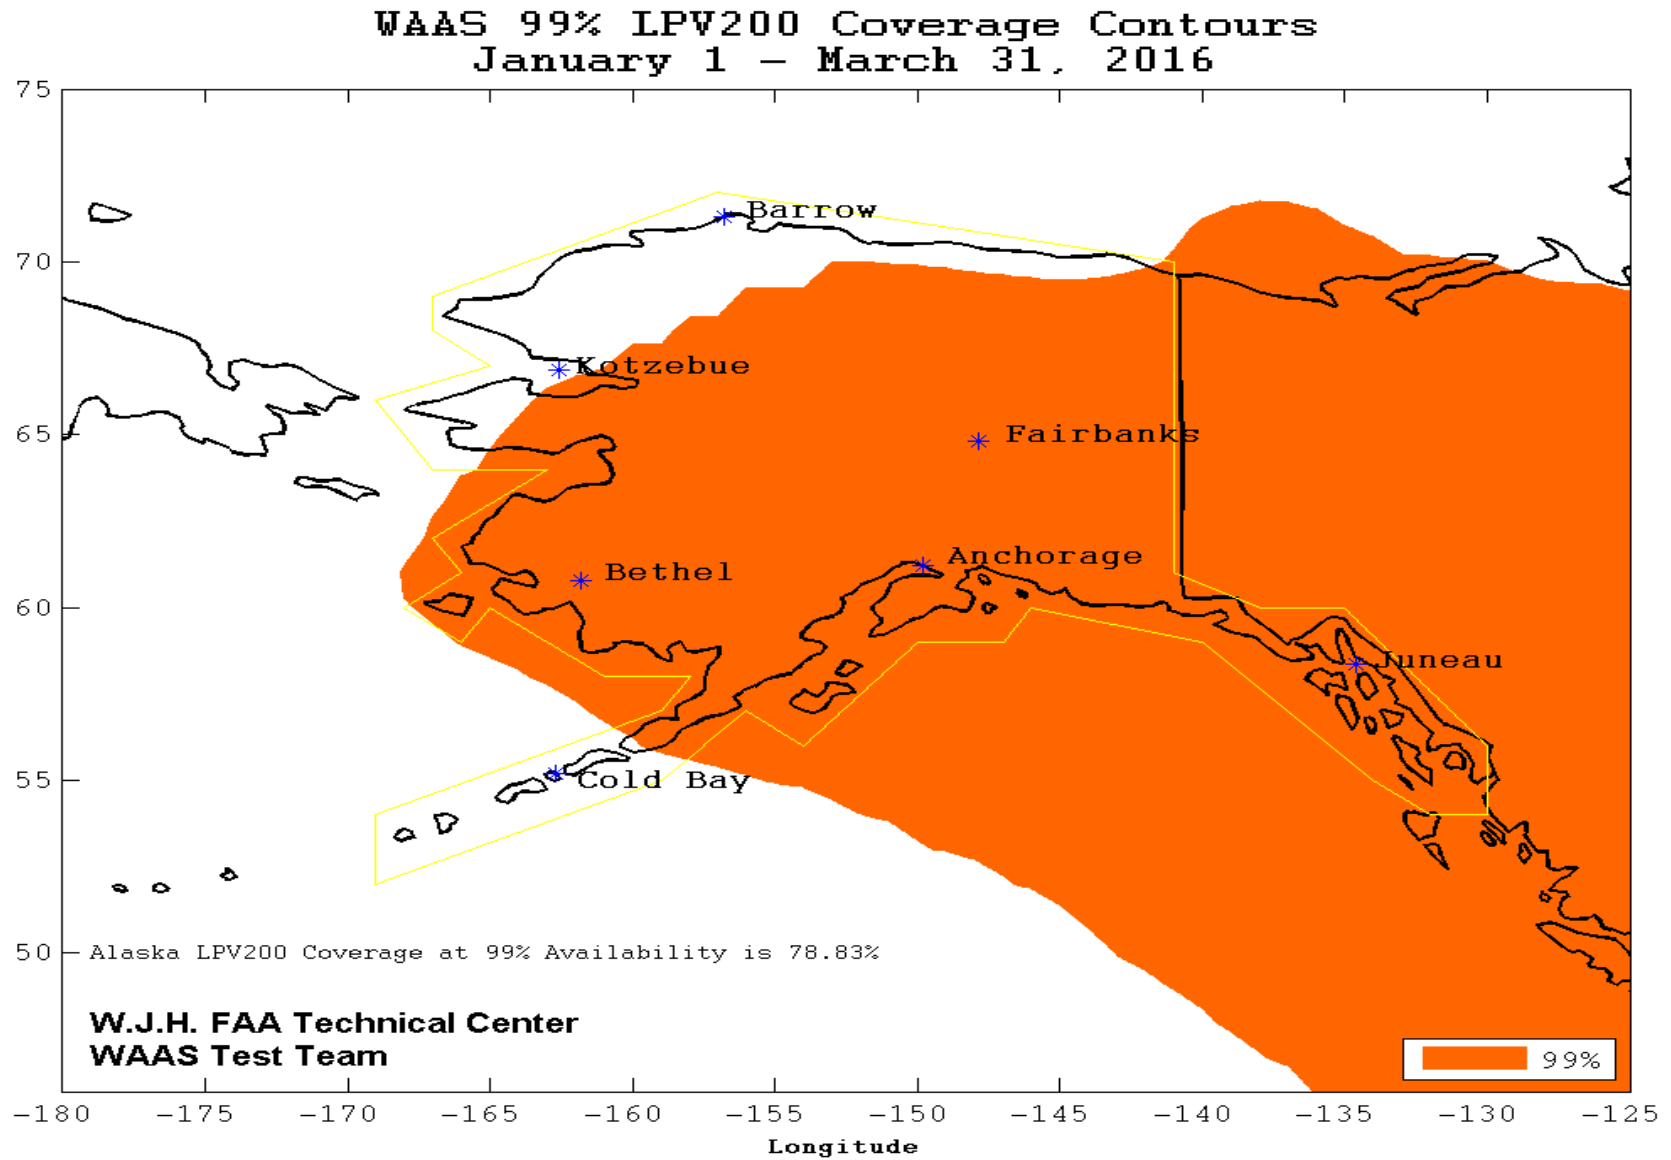 WAAS 99% LPV200 Coverage Contours
January 1 - March 31, 2016
75
70
65
60
55
50
Barrow
Kotzebue
Fairbanks
Anchorage
Bethel
Juneau
Cold Bay
Alaska LPV200 Coverage at 99% Availability is 78.83%
W.J.H. FAA Technical Center
WAAS Test Team
99%
-180 -175 -170 -165 -160 -155 -150 -145 -140 -135 -130 -125
Longitude